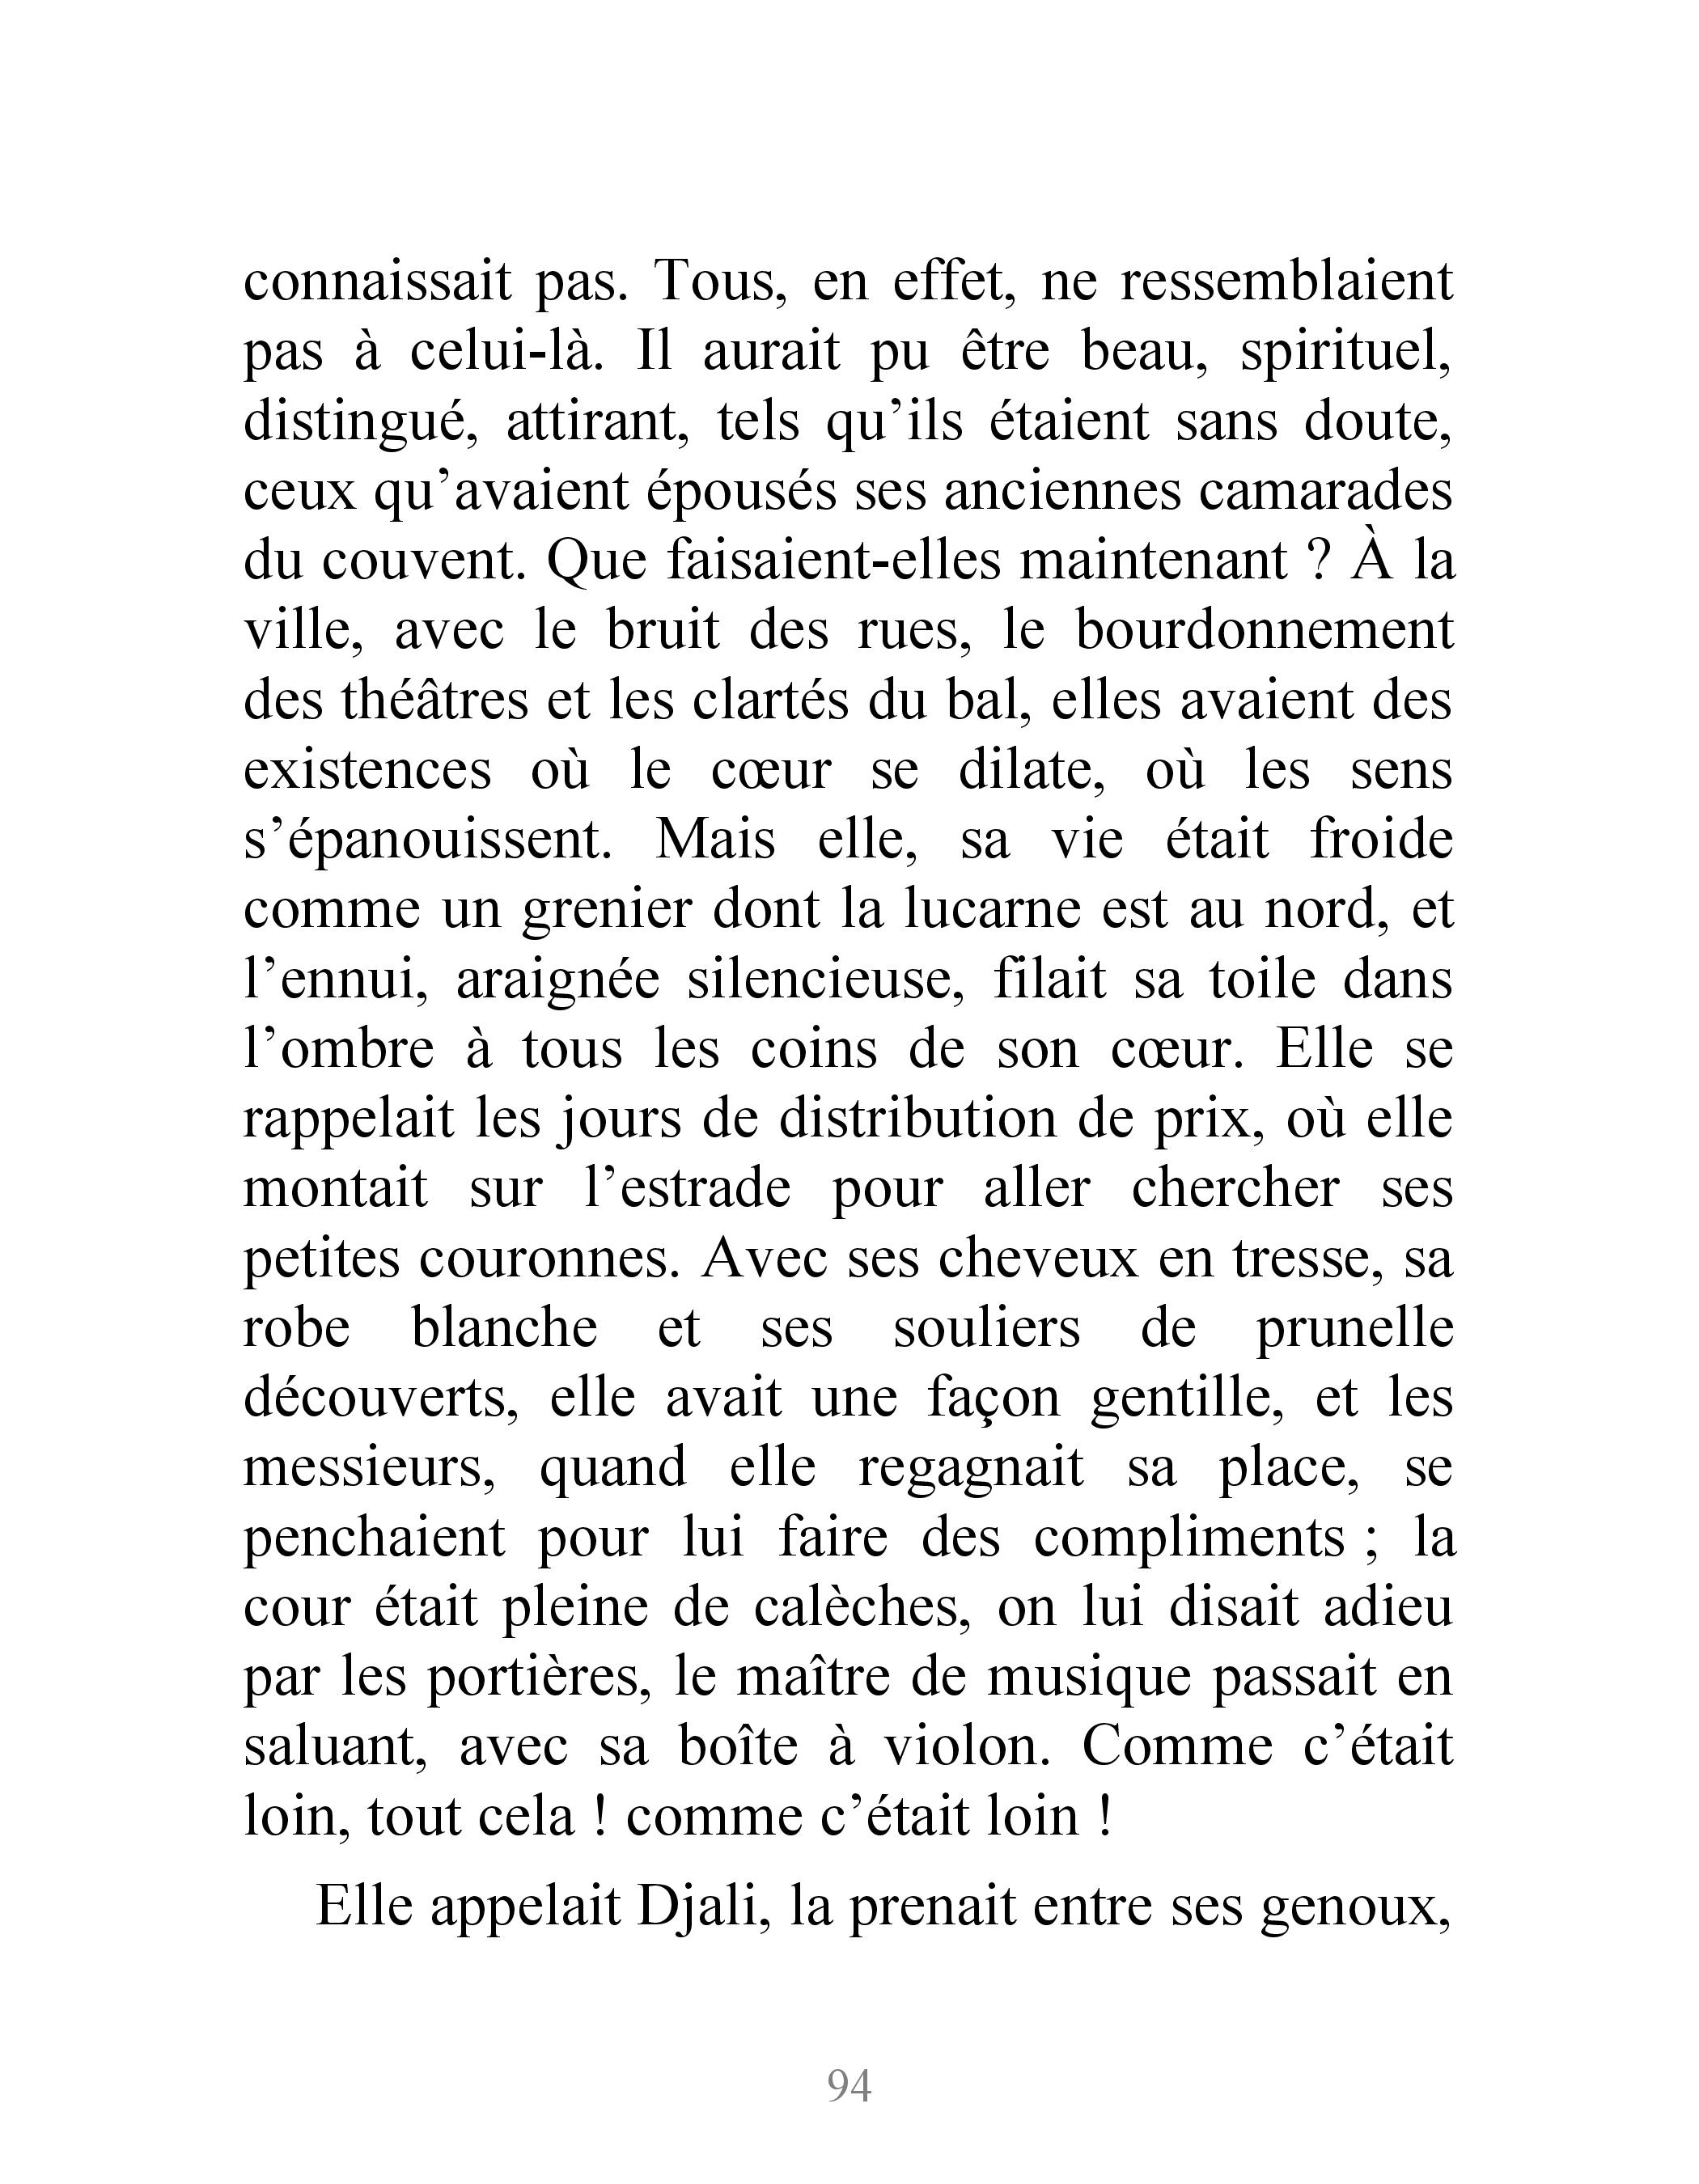 connaissait pas. Tous, en effet, ne ressemblaient
pas à celui-là. Il aurait pu être beau, spirituel,
distingué, attirant, tels qu’ils étaient sans doute,
ceux qu’avaient épousés ses anciennes camarades
du couvent. Que faisaient-elles maintenant ? À la
ville, avec le bruit des rues, le bourdonnement
des théâtres et les clartés du bal, elles avaient des
existences où le cœur se dilate, où les sens
s’épanouissent. Mais elle, sa vie était froide
comme un grenier dont la lucarne est au nord, et
l’ennui, araignée silencieuse, filait sa toile dans
l’ombre à tous les coins de son cœur. Elle se
rappelait les jours de distribution de prix, où elle
montait sur l’estrade pour aller chercher ses
petites couronnes. Avec ses cheveux en tresse, sa
robe blanche et ses souliers de prunelle
découverts, elle avait une façon gentille, et les
messieurs, quand elle regagnait sa place, se
penchaient pour lui faire des compliments ; la
cour était pleine de calèches, on lui disait adieu
par les portières, le maître de musique passait en
saluant, avec sa boîte à violon. Comme c’était
loin, tout cela ! comme c’était loin !
Elle appelait Djali, la prenait entre ses genoux,
94